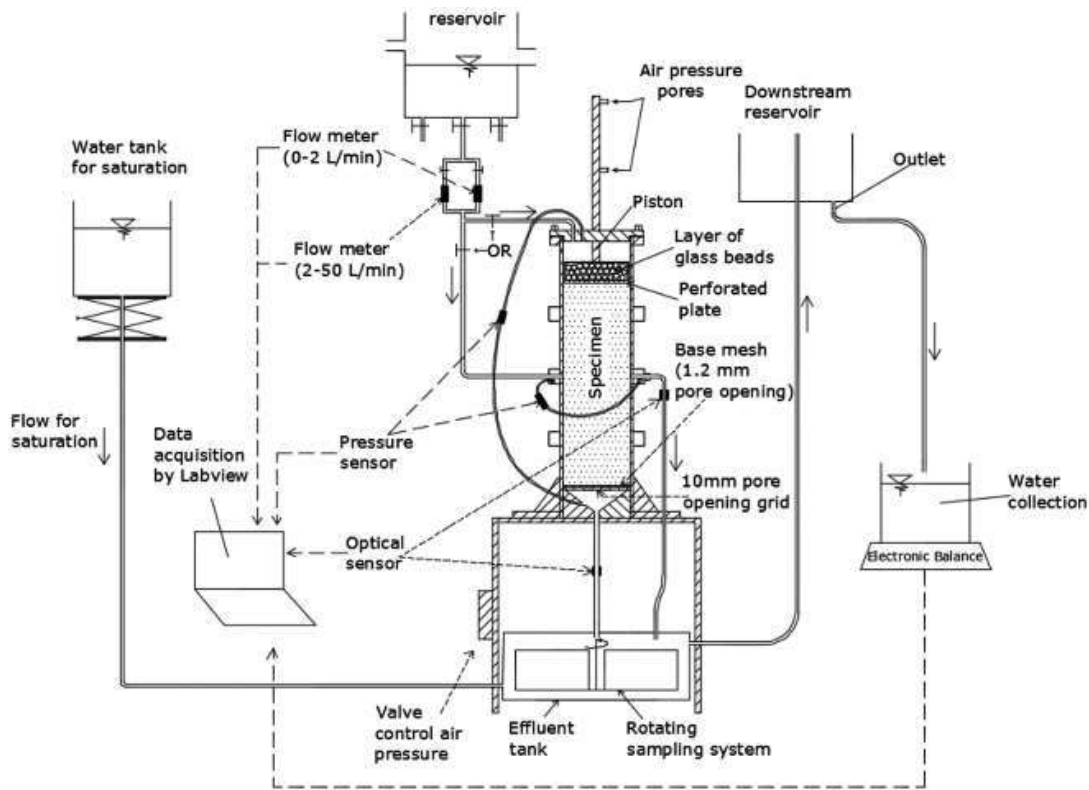 reservoir
Air pressure
pores
Downstream
reservoir
Water tank
for saturation
Flow meter
(0-2 L/min)
Outlet
Piston
Flow meter
(2-50 L/min)
OR
Layer of
glass beads
Perforated
plate
Specimen
Base mesh
(1.2 mm
pore opening)
Flow for
saturation
Data
acquisition
by Labview
Pressure
sensor
10mm pore
opening grid
Water
collection
Optical
sensor
Electronic Balance
Valve
control air
pressure
Effluent
tank
Rotating
sampling system